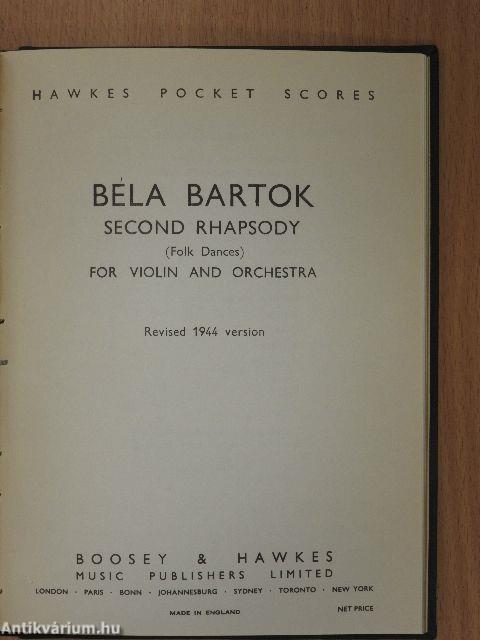 HAWKES POCKET SCORES
BÉLA BARTOK
SECOND RHAPSODY
(Folk Dances)
FOR VIOLIN AND ORCHESTRA
Revised 1944 version
BOOSEY & HAWKES
MUSIC PUBLISHERS LIMITED
LONDON · PARIS · BONN · JOHANNESBURG · SYDNEY · TORONTO · NEW YORK
MADE IN ENGLAND
NET PRICE
Antikvárium.hu